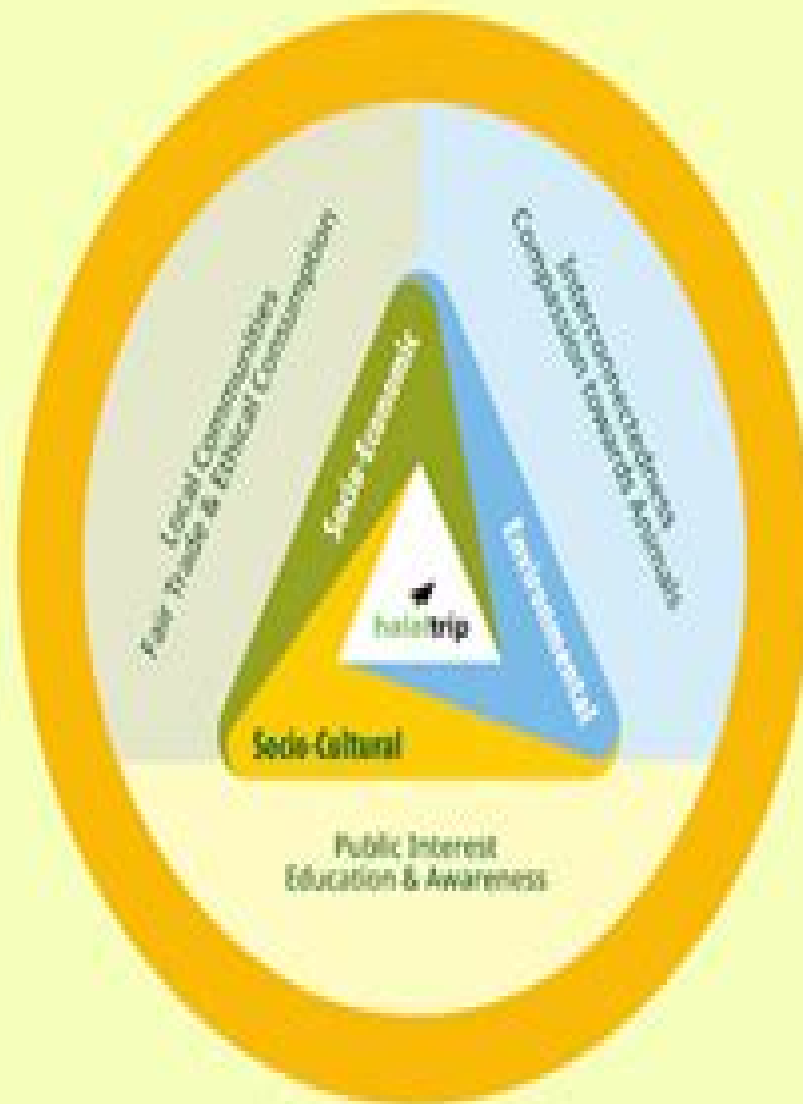 Local Communities
Fair Trade & Ethical Consumption
Interconnectedness
Compassion towards Animals
Socio-Economic
Environmental
halaltrip
Socio-Cultural
Public Interest
Education & Awareness